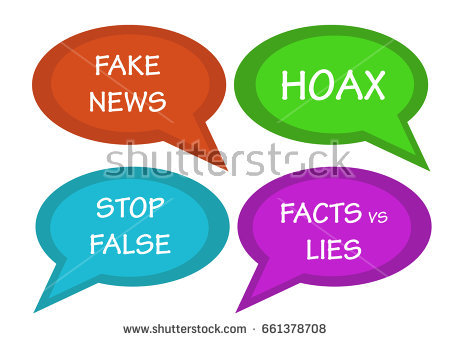 FAKE
NEWS
HOAX
shutterstock
STOP
FALSE
FACTS vs
LIES
www.shutterstock.com · 661378708